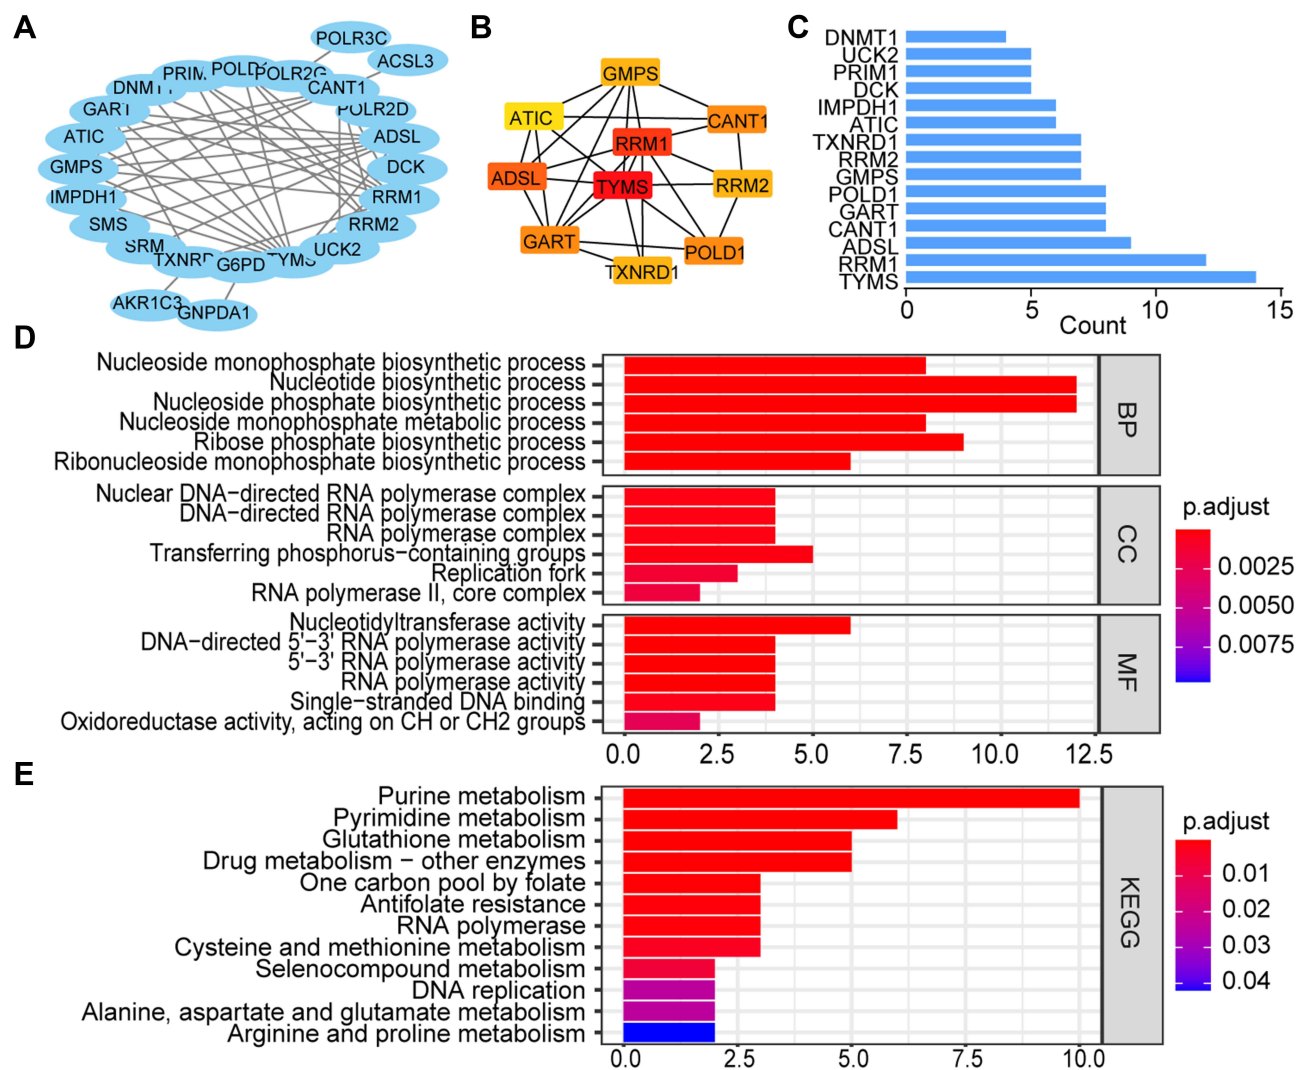 A
POLR3C
ACSL3
PRIM
POLD
POLR2G
CANT1
DNMT1
POLR2D
GART
ATIC
ADSL
GMPS
DCK
IMPDH1
RRM1
SMS
RRM2
SRM
UCK2
TXNRD
G6PD
TYMS
AKR1C3
GNPDA1
B
GMPS
ATIC
CANT1
RRM1
ADSL
TYMS
RRM2
GART
POLD1
TXNRD1
C
DNMT1
UCK2
PRIM1
DCK
IMPDH1
ATIC
TXNRD1
RRM2
GMPS
POLD1
GART
CANT1
ADSL
RRM1
TYMS
0 5 10 15
Count
D
Nucleoside monophosphate biosynthetic process
Nucleotide biosynthetic process
Nucleoside phosphate biosynthetic process
Nucleoside monophosphate metabolic process
Ribose phosphate biosynthetic process
Ribonucleoside monophosphate biosynthetic process
BP
Nuclear DNA−directed RNA polymerase complex
DNA−directed RNA polymerase complex
RNA polymerase complex
Transferring phosphorus−containing groups
Replication fork
RNA polymerase II, core complex
CC
Nucleotidyltransferase activity
DNA−directed 5'−3' RNA polymerase activity
5'−3' RNA polymerase activity
RNA polymerase activity
Single−stranded DNA binding
Oxidoreductase activity, acting on CH or CH2 groups
MF
0.0 2.5 5.0 7.5 10.0 12.5
p.adjust
0.0025
0.0050
0.0075
E
Purine metabolism
Pyrimidine metabolism
Glutathione metabolism
Drug metabolism − other enzymes
One carbon pool by folate
Antifolate resistance
RNA polymerase
Cysteine and methionine metabolism
Selenocompound metabolism
DNA replication
Alanine, aspartate and glutamate metabolism
Arginine and proline metabolism
KEGG
0.0 2.5 5.0 7.5 10.0
p.adjust
0.01
0.02
0.03
0.04